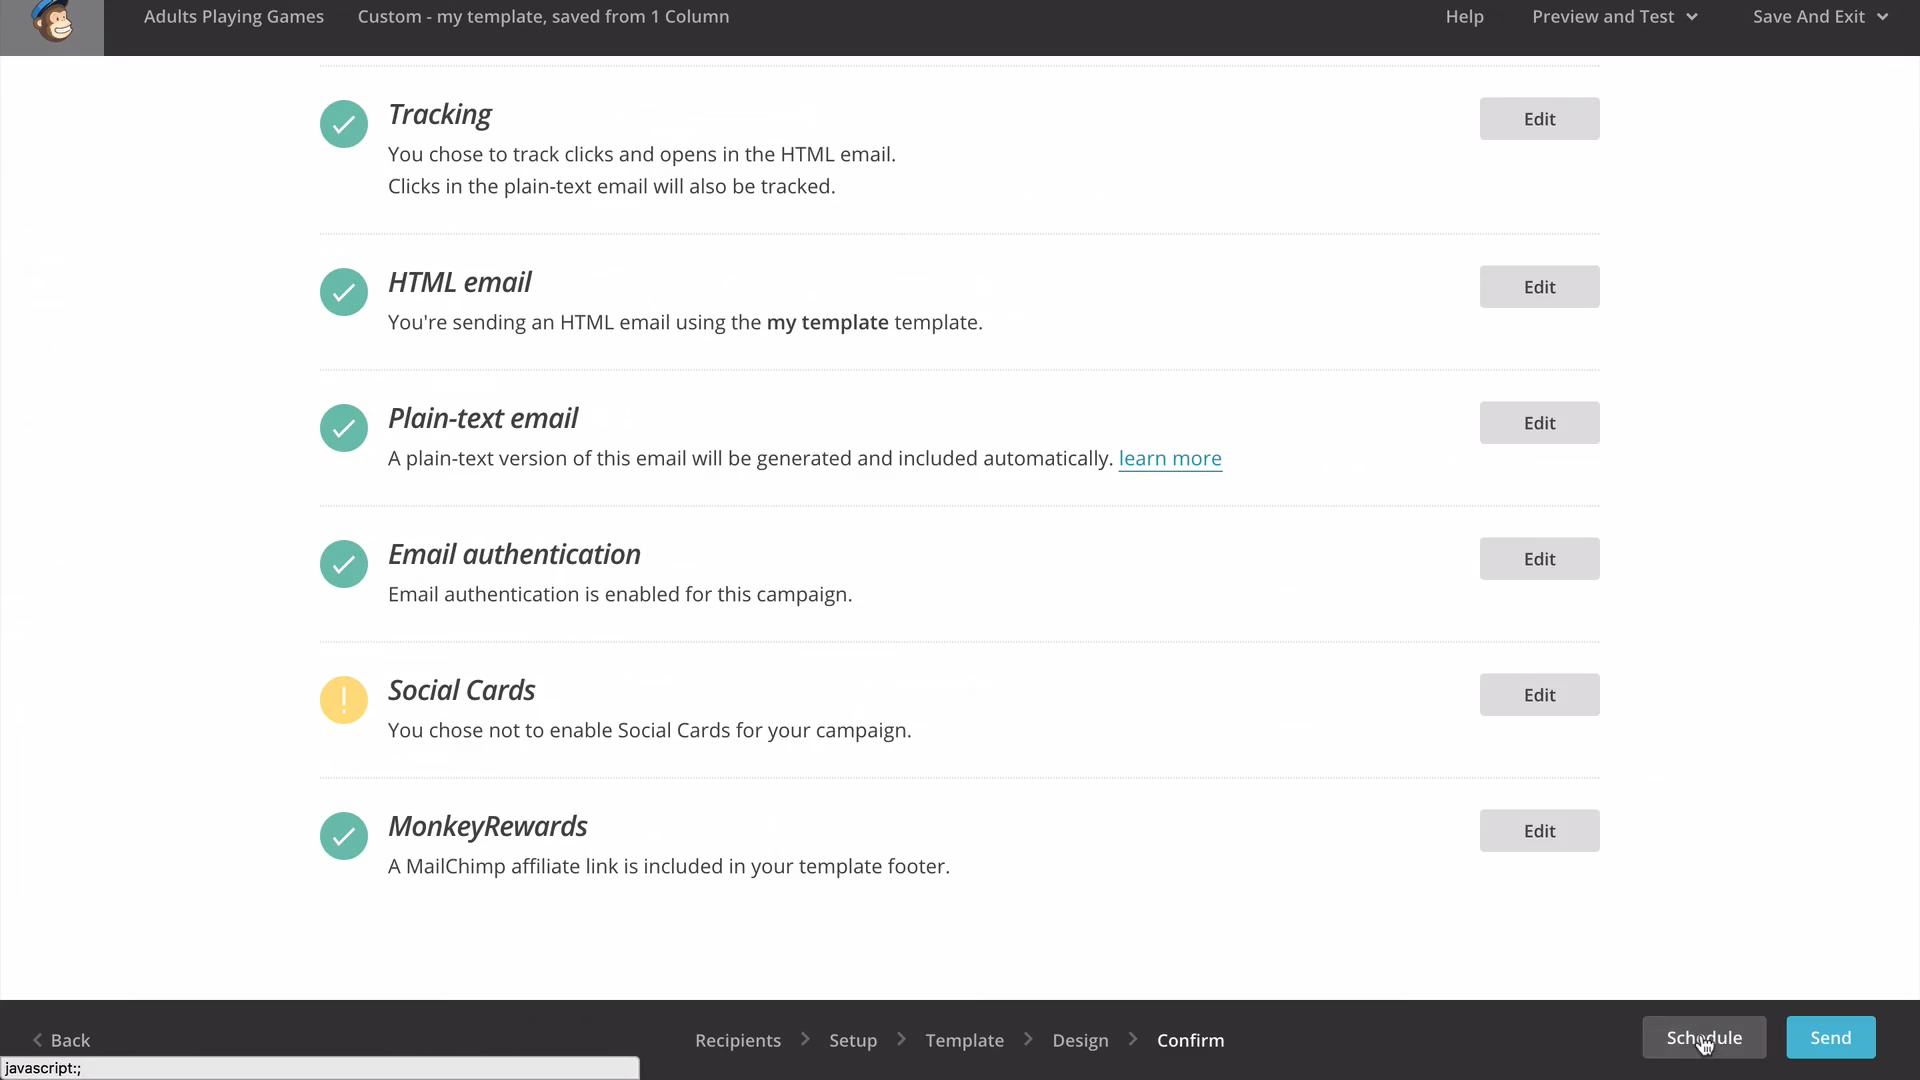 Adults Playing Games
Custom - my template, saved from 1 Column
Help
Preview and Test
Save And Exit
Tracking
Edit
You chose to track clicks and opens in the HTML email.
Clicks in the plain-text email will also be tracked.
HTML email
Edit
You're sending an HTML email using the my template template.
Plain-text email
Edit
A plain-text version of this email will be generated and included automatically. learn more
Email authentication
Edit
Email authentication is enabled for this campaign.
Social Cards
Edit
You chose not to enable Social Cards for your campaign.
MonkeyRewards
Edit
A MailChimp affiliate link is included in your template footer.
Back
Recipients
Setup
Template
Design
Confirm
Schedule
Send
javascript:;